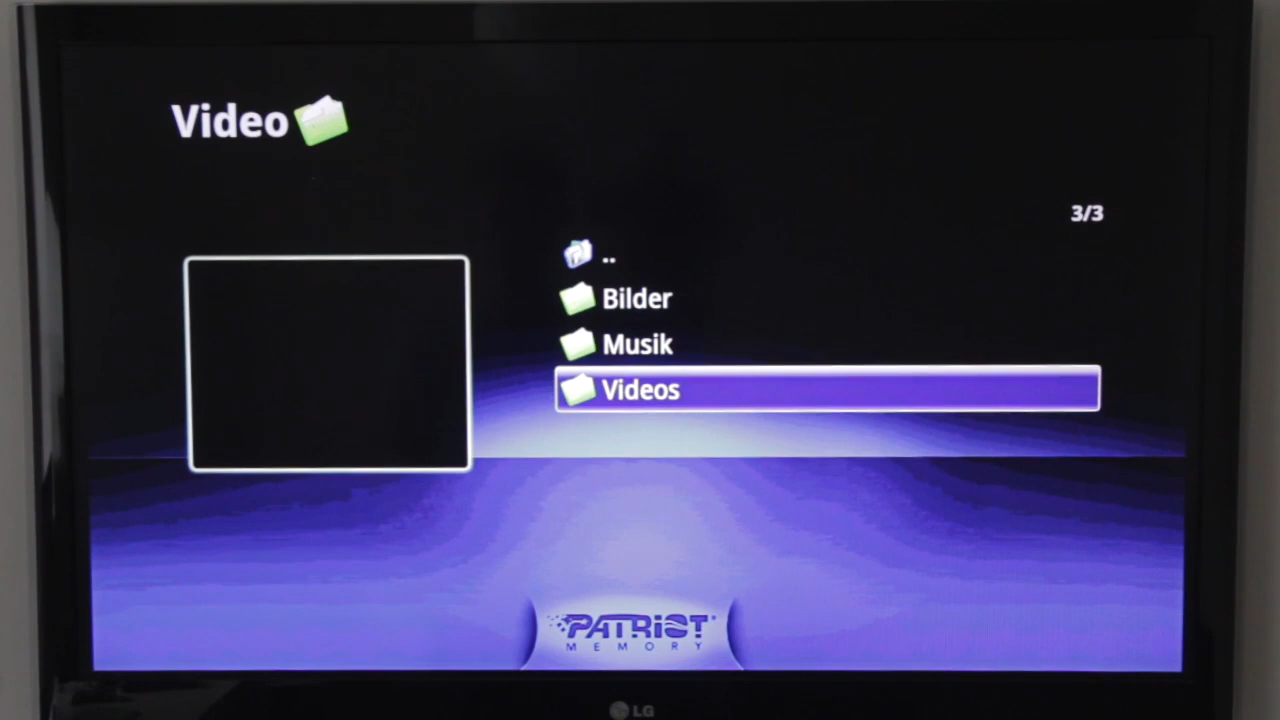 Video
3/3
..
Bilder
Musik
Videos
PATRIOT
MEMORY
LG